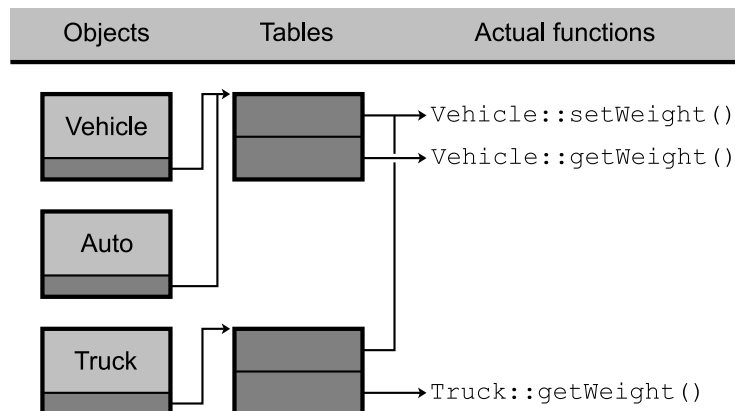 Objects Tables Actual functions
Vehicle
Vehicle::setWeight()
Vehicle::getWeight()
Auto
Truck
Truck::getWeight()